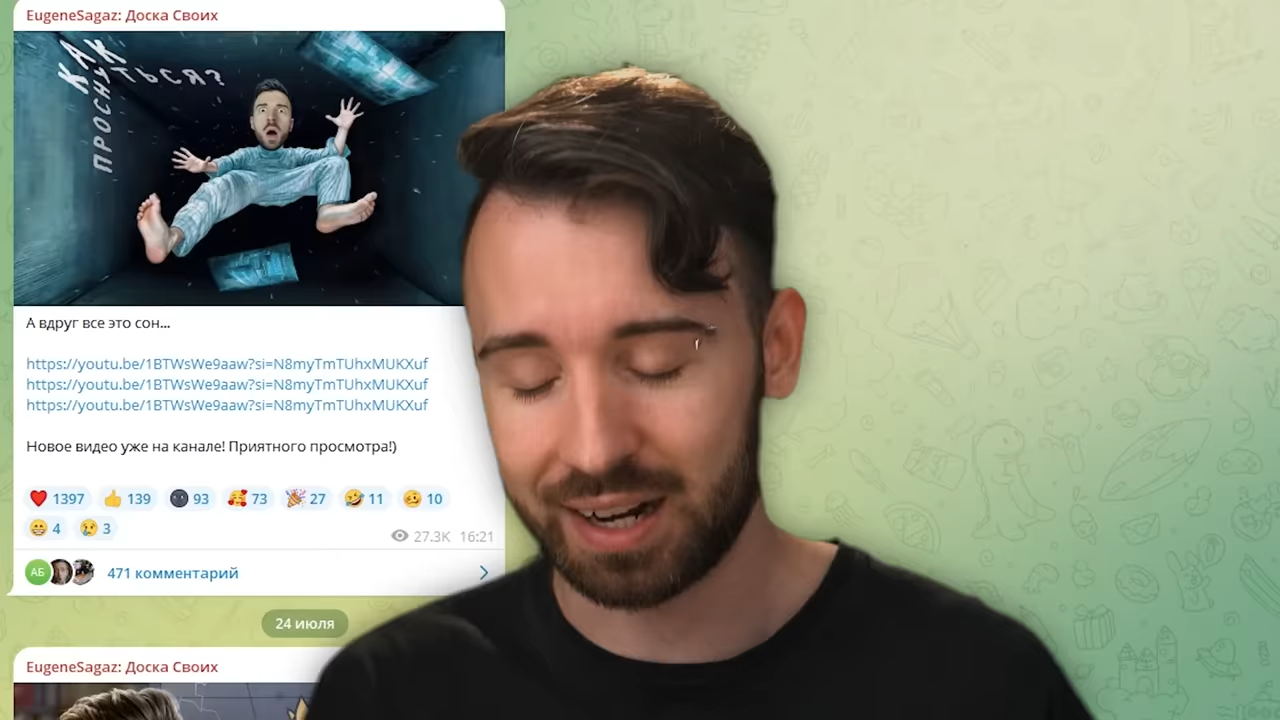 EugeneSagaz: Доска Своих
КАК
ПРОСНУТЬСЯ?
А вдруг все это сон...
https://youtu.be/1BTWsWe9aaw?si=N8myTmTUhxMUKXuf
https://youtu.be/1BTWsWe9aaw?si=N8myTmTUhxMUKXuf
https://youtu.be/1BTWsWe9aaw?si=N8myTmTUhxMUKXuf
Новое видео уже на канале! Приятного просмотра!)
1397 139 93 73 27 11 10
4 3
27.3K 16:21
АБ 471 комментарий
24 июля
EugeneSagaz: Доска Своих